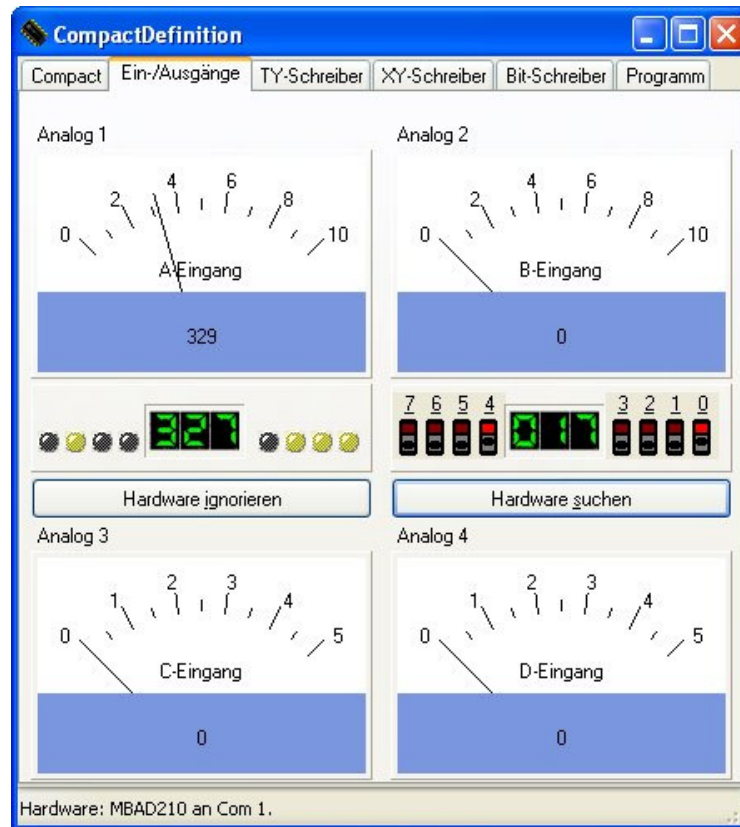 CompactDefinition
Compact Ein-/Ausgänge TY-Schreiber XY-Schreiber Bit-Schreiber Programm
Analog 1
0 2 4 6 8 10
A-Eingang
329
Analog 2
0 2 4 6 8 10
B-Eingang
0
327
7 6 5 4 017 3 2 1 0
Hardware ignorieren
Hardware suchen
Analog 3
0 1 2 3 4 5
C-Eingang
0
Analog 4
0 1 2 3 4 5
D-Eingang
0
Hardware: MBAD210 an Com 1.